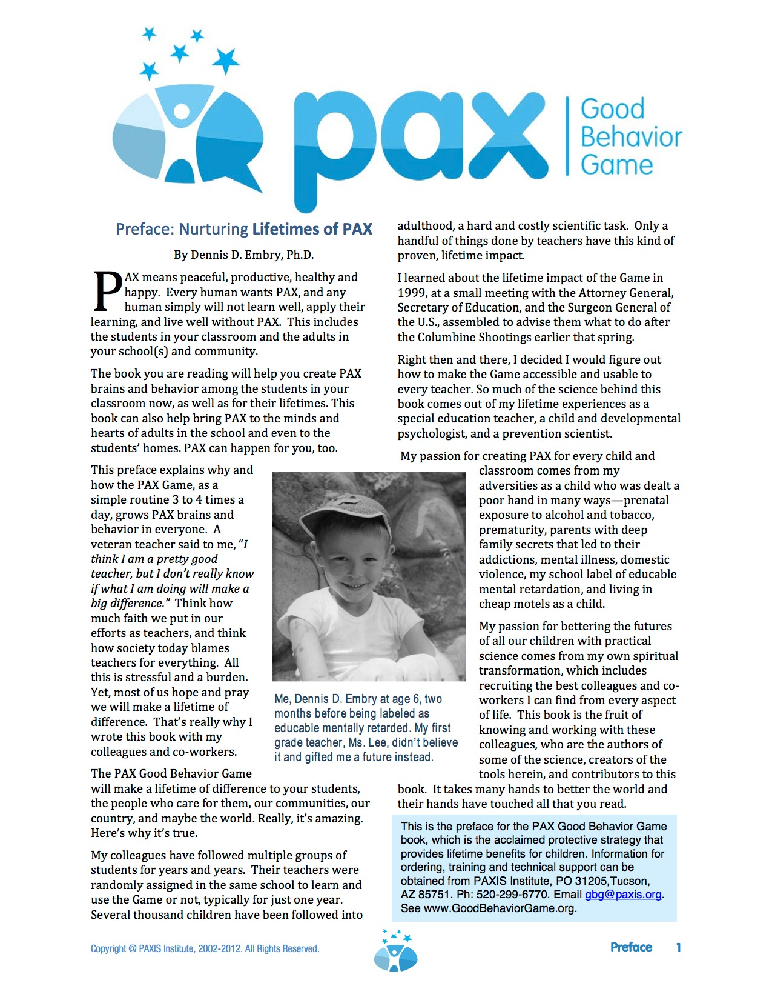 pax
Good
Behavior
Game
Preface: Nurturing Lifetimes of PAX
By Dennis D. Embry, Ph.D.
PAX means peaceful, productive, healthy and
happy.  Every human wants PAX, and any
human simply will not learn well, apply their
learning, and live well without PAX.  This includes
the students in your classroom and the adults in
your school(s) and community.
The book you are reading will help you create PAX
brains and behavior among the students in your
classroom now, as well as for their lifetimes. This
book can also help bring PAX to the minds and
hearts of adults in the school and even to the
students’ homes. PAX can happen for you, too.
This preface explains why and
how the PAX Game, as a
simple routine 3 to 4 times a
day, grows PAX brains and
behavior in everyone.  A
veteran teacher said to me, “I
think I am a pretty good
teacher, but I don’t really know
if what I am doing will make a
big difference.”  Think how
much faith we put in our
efforts as teachers, and think
how society today blames
teachers for everything.  All
this is stressful and a burden.
Yet, most of us hope and pray
we will make a lifetime of
difference.  That’s really why I
wrote this book with my
colleagues and co-workers.
The PAX Good Behavior Game
will make a lifetime of difference to your students,
the people who care for them, our communities, our
country, and maybe the world. Really, it’s amazing.
Here’s why it’s true.
My colleagues have followed multiple groups of
students for years and years.  Their teachers were
randomly assigned in the same school to learn and
use the Game or not, typically for just one year.
Several thousand children have been followed into
adulthood, a hard and costly scientific task.  Only a
handful of things done by teachers have this kind of
proven, lifetime impact.
I learned about the lifetime impact of the Game in
1999, at a small meeting with the Attorney General,
Secretary of Education, and the Surgeon General of
the U.S., assembled to advise them what to do after
the Columbine Shootings earlier that spring.
Right then and there, I decided I would figure out
how to make the Game accessible and usable to
every teacher. So much of the science behind this
book comes out of my lifetime experiences as a
special education teacher, a child and developmental
psychologist, and a prevention scientist.
My passion for creating PAX for every child and
classroom comes from my
adversities as a child who was dealt a
poor hand in many ways—prenatal
exposure to alcohol and tobacco,
prematurity, parents with deep
family secrets that led to their
addictions, mental illness, domestic
violence, my school label of educable
mental retardation, and living in
cheap motels as a child.
My passion for bettering the futures
of all our children with practical
science comes from my own spiritual
transformation, which includes
recruiting the best colleagues and co-
workers I can find from every aspect
of life.  This book is the fruit of
knowing and working with these
colleagues, who are the authors of
some of the science, creators of the
tools herein, and contributors to this
book.  It takes many hands to better the world and
their hands have touched all that you read.
Me, Dennis D. Embry at age 6, two
months before being labeled as
educable mentally retarded. My first
grade teacher, Ms. Lee, didn’t believe
it and gifted me a future instead.
This is the preface for the PAX Good Behavior Game
book, which is the acclaimed protective strategy that
provides lifetime benefits for children. Information for
ordering, training and technical support can be
obtained from PAXIS Institute, PO 31205,Tucson,
AZ 85751. Ph: 520-299-6770. Email gbg@paxis.org.
See www.GoodBehaviorGame.org.
Copyright @ PAXIS Institute, 2002-2012. All Rights Reserved.
Preface 1